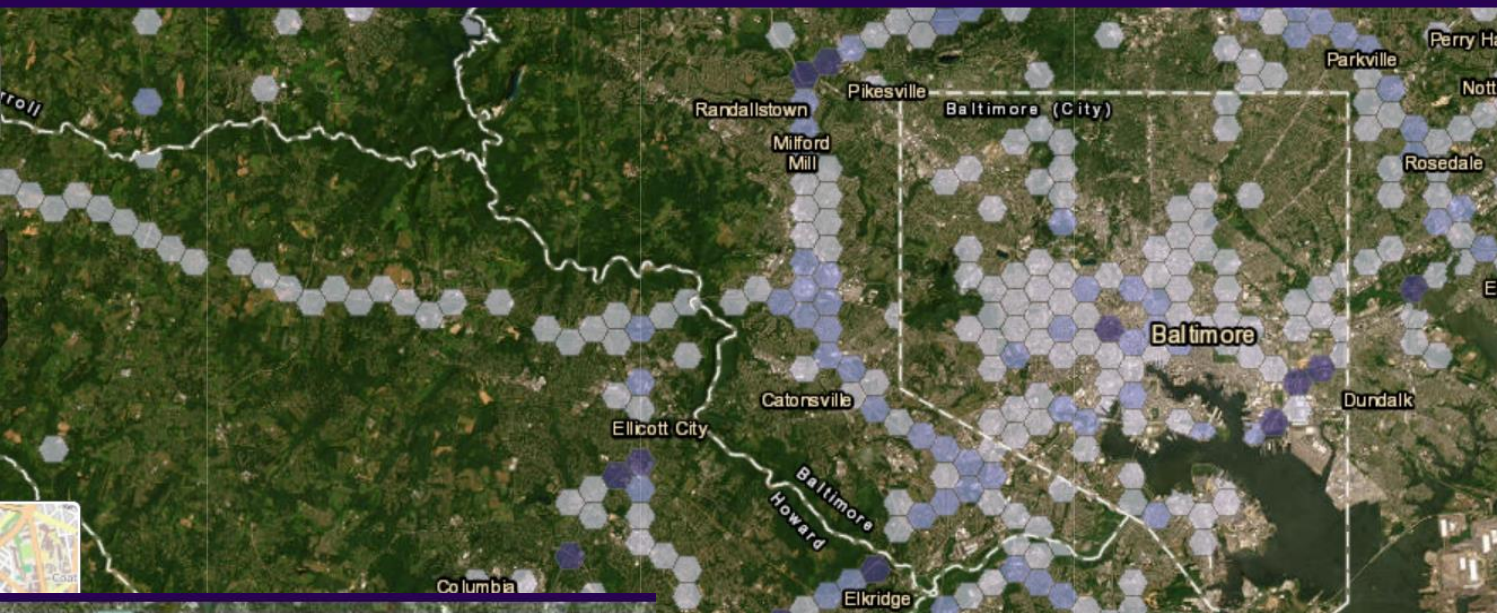 Perry Ha
Parkville
Pikesville
Nott
rroll
Randallstown
Baltimore (City)
Milford
Mill
Rosedale
E
Baltimore
Catonsville
Dundalk
Ellicott City
Baltimore
Howard
Coat
Columbia
Elkridge